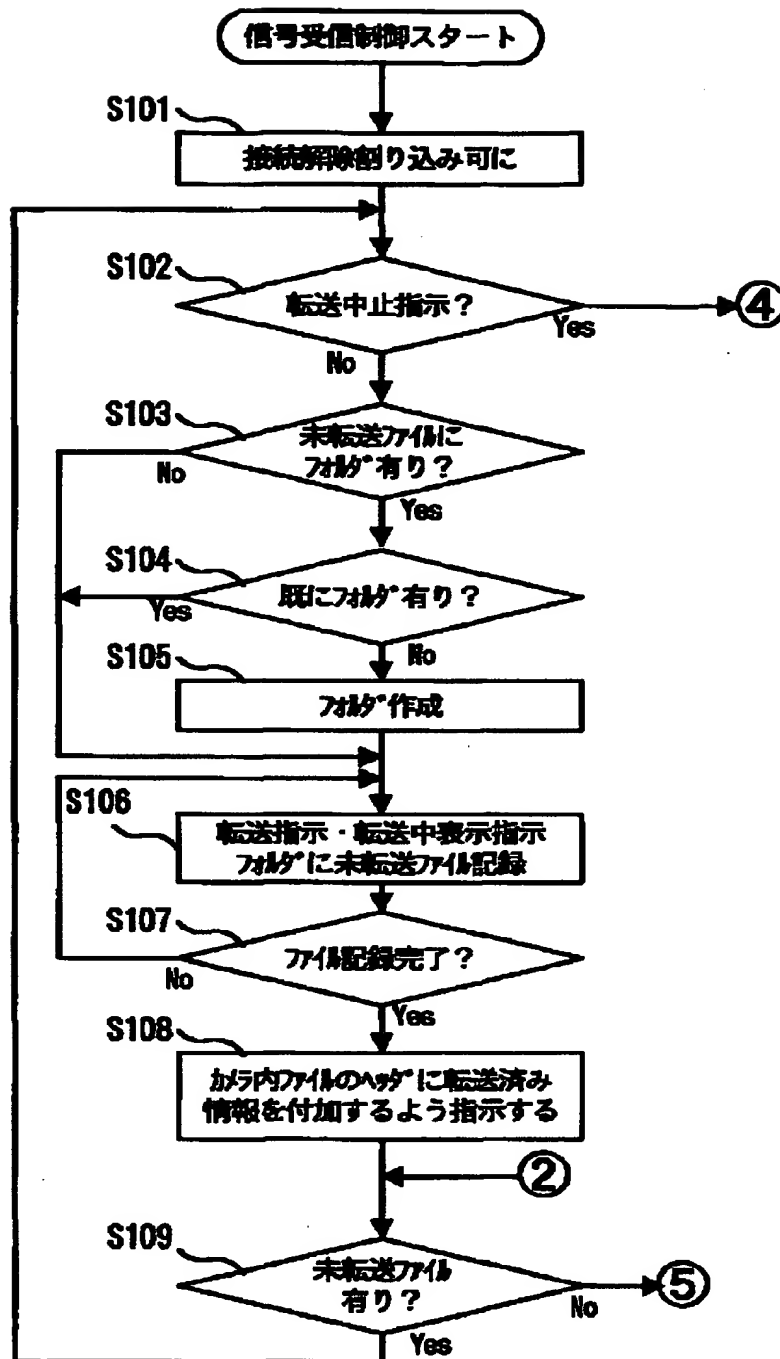 信号受信制御スタート
S101
接続解除割り込み可に
S102
転送中止指示？
Yes
④
No
S103
未転送ファイルに
フォルダ有り？
No
Yes
S104
既にフォルダ有り？
Yes
No
S105
フォルダ作成
S106
転送指示・転送中表示指示
フォルダに未転送ファイル記録
S107
ファイル記録完了？
No
Yes
S108
カメラ内ファイルのヘッダに転送済み
情報を付加するよう指示する
②
S109
未転送ファイル
有り？
No
⑤
Yes